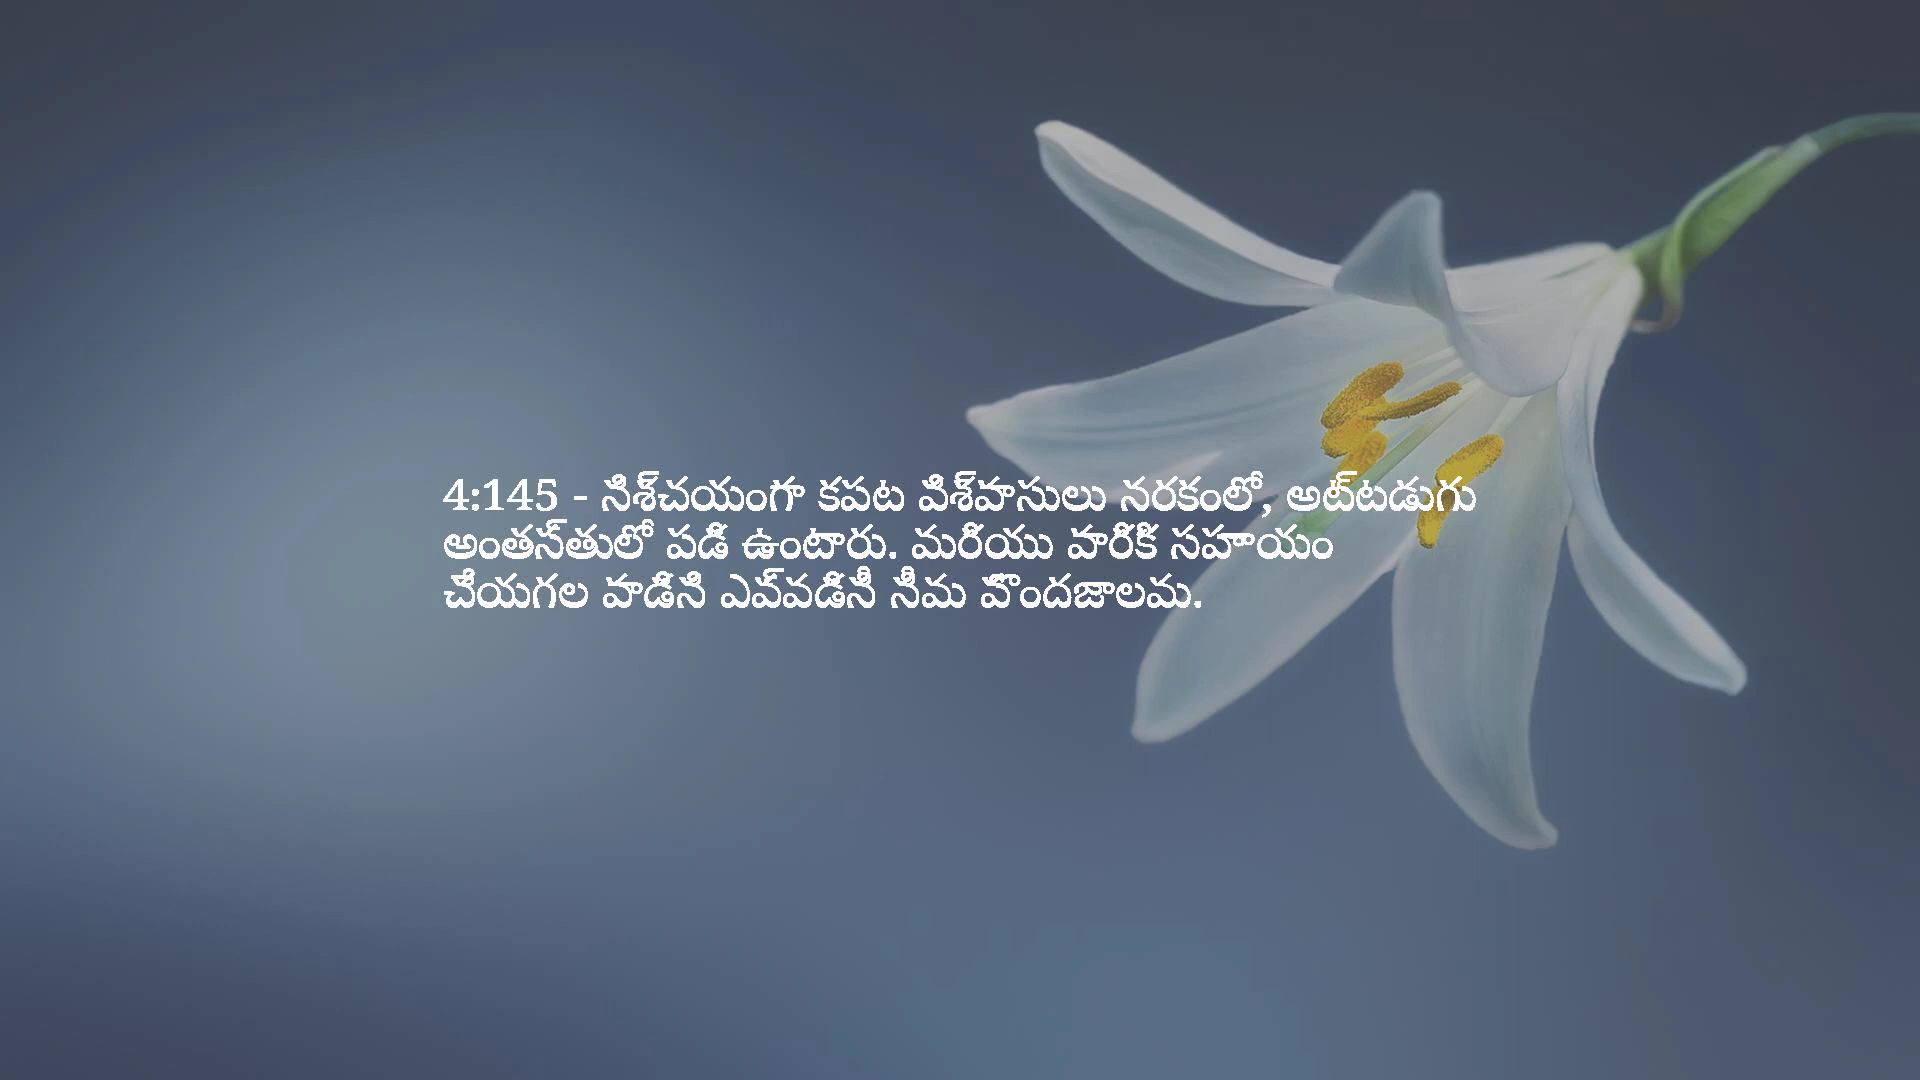 4:145 - నిశ్చయంగా కపట విశ్వాసులు నరకంలో, అట్టడుగు
అంతస్తులో పడి ఉంటారు. మరియు వారికి సహాయం
చేయగల వాడిని ఎవ్వడినీ నీవు పొందజాలవు.